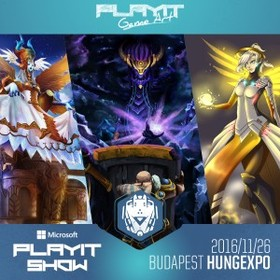 PLAYIT
Game Art
Microsoft
PLAYIT
SHOW
2016/11/26
BUDAPEST HUNGEXPO